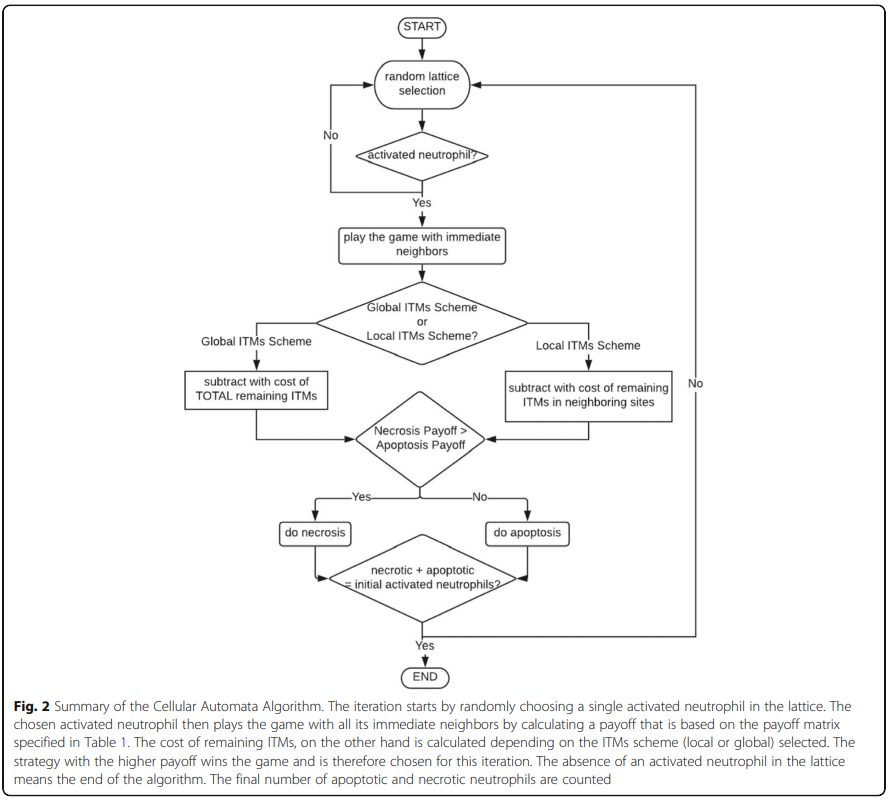 START
random lattice
selection
No
activated neutrophil?
Yes
play the game with immediate
neighbors
Global ITMs Scheme
or
Local ITMs Scheme?
Global ITMs Scheme
Local ITMs Scheme
subtract with cost of
TOTAL remaining ITMs
subtract with cost of remaining
ITMs in neighboring sites
No
Necrosis Payoff >
Apoptosis Payoff
Yes
No
do necrosis
do apoptosis
necrotic + apoptotic
= initial activated neutrophils?
Yes
END
Fig. 2 Summary of the Cellular Automata Algorithm. The iteration starts by randomly choosing a single activated neutrophil in the lattice. The
chosen activated neutrophil then plays the game with all its immediate neighbors by calculating a payoff that is based on the payoff matrix
specified in Table 1. The cost of remaining ITMs, on the other hand is calculated depending on the ITMs scheme (local or global) selected. The
strategy with the higher payoff wins the game and is therefore chosen for this iteration. The absence of an activated neutrophil in the lattice
means the end of the algorithm. The final number of apoptotic and necrotic neutrophils are counted